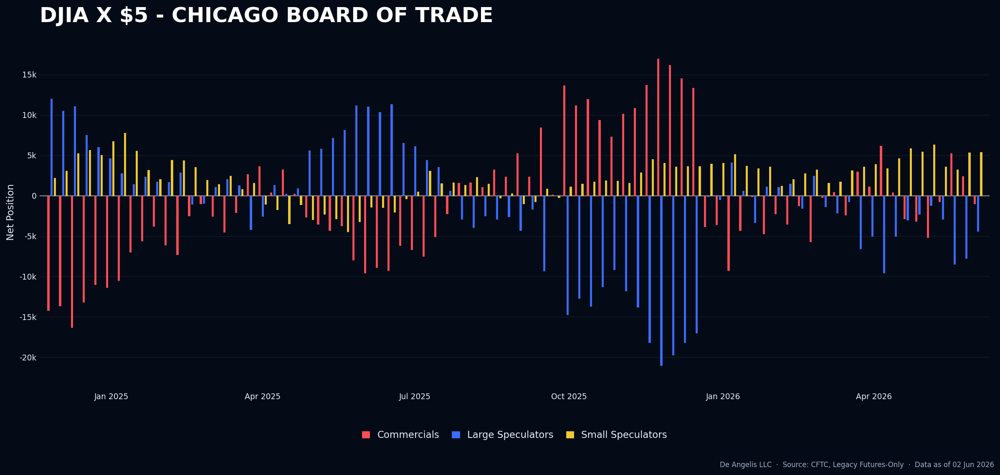 DJIA X $5 - CHICAGO BOARD OF TRADE
Net Position
15k
10k
5k
0
-5k
-10k
-15k
-20k
Jan 2025 Apr 2025 Jul 2025 Oct 2025 Jan 2026 Apr 2026
Commercials Large Speculators Small Speculators
De Angelis LLC · Source: CFTC, Legacy Futures-Only · Data as of 02 Jun 2026